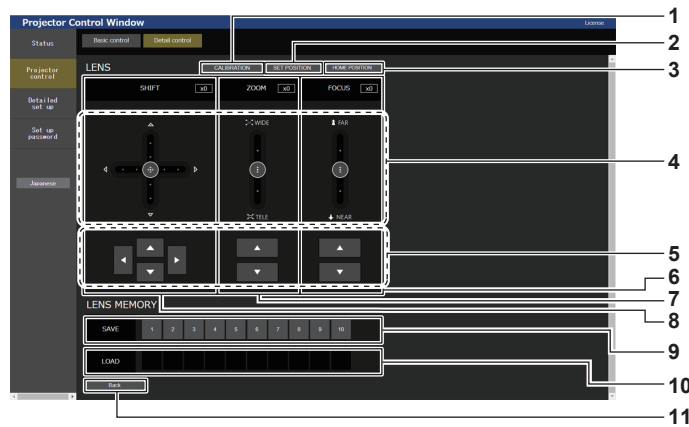 Projector Control Window
License
Status
Basic control
Detail control
Projector
control
Detailed
set up
Set up
password
Japanese
LENS
CALIBRATION
SET POSITION
HOME POSITION
SHIFT
x0
ZOOM
x0
FOCUS
x0
WIDE
FAR
TELE
NEAR
LENS MEMORY
SAVE
1 2 3 4 5 6 7 8 9 10
LOAD
Back
1
2
3
4
5
6
7
8
9
10
11